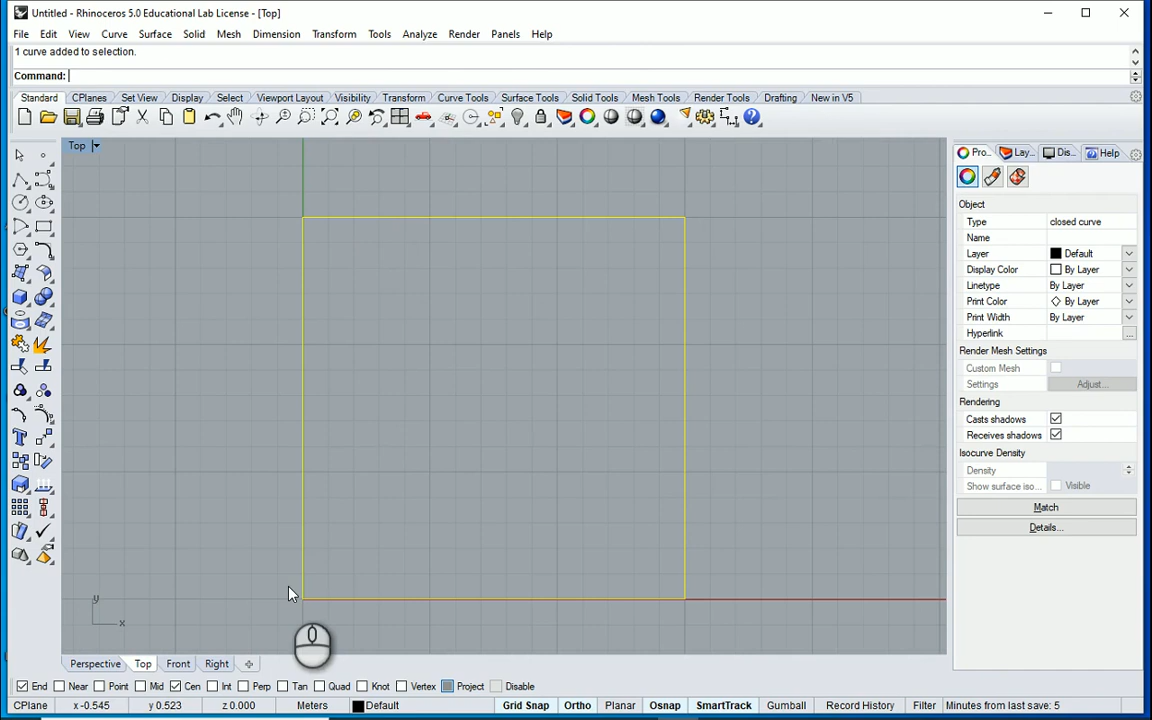 Untitled - Rhinoceros 5.0 Educational Lab License - [Top]
File Edit View Curve Surface Solid Mesh Dimension Transform Tools Analyze Render Panels Help
1 curve added to selection.
Command:
Standard CPlanes Set View Display Select Viewport Layout Visibility Transform Curve Tools Surface Tools Solid Tools Mesh Tools Render Tools Drafting New in V5
Top
Pro... Lay... Dis... Help
Object
Type closed curve
Name
Layer Default
Display Color By Layer
Linetype By Layer
Print Color By Layer
Print Width By Layer
Hyperlink ...
Render Mesh Settings
Custom Mesh
Settings Adjust...
Rendering
Casts shadows
Receives shadows
Isocurve Density
Density
Show surface iso... Visible
Match
Details...
y
x
Perspective Top Front Right
End Near Point Mid Cen Int Perp Tan Quad Knot Vertex Project Disable
CPlane x -0.545 y 0.523 z 0.000 Meters Default Grid Snap Ortho Planar Osnap SmartTrack Gumball Record History Filter Minutes from last save: 5